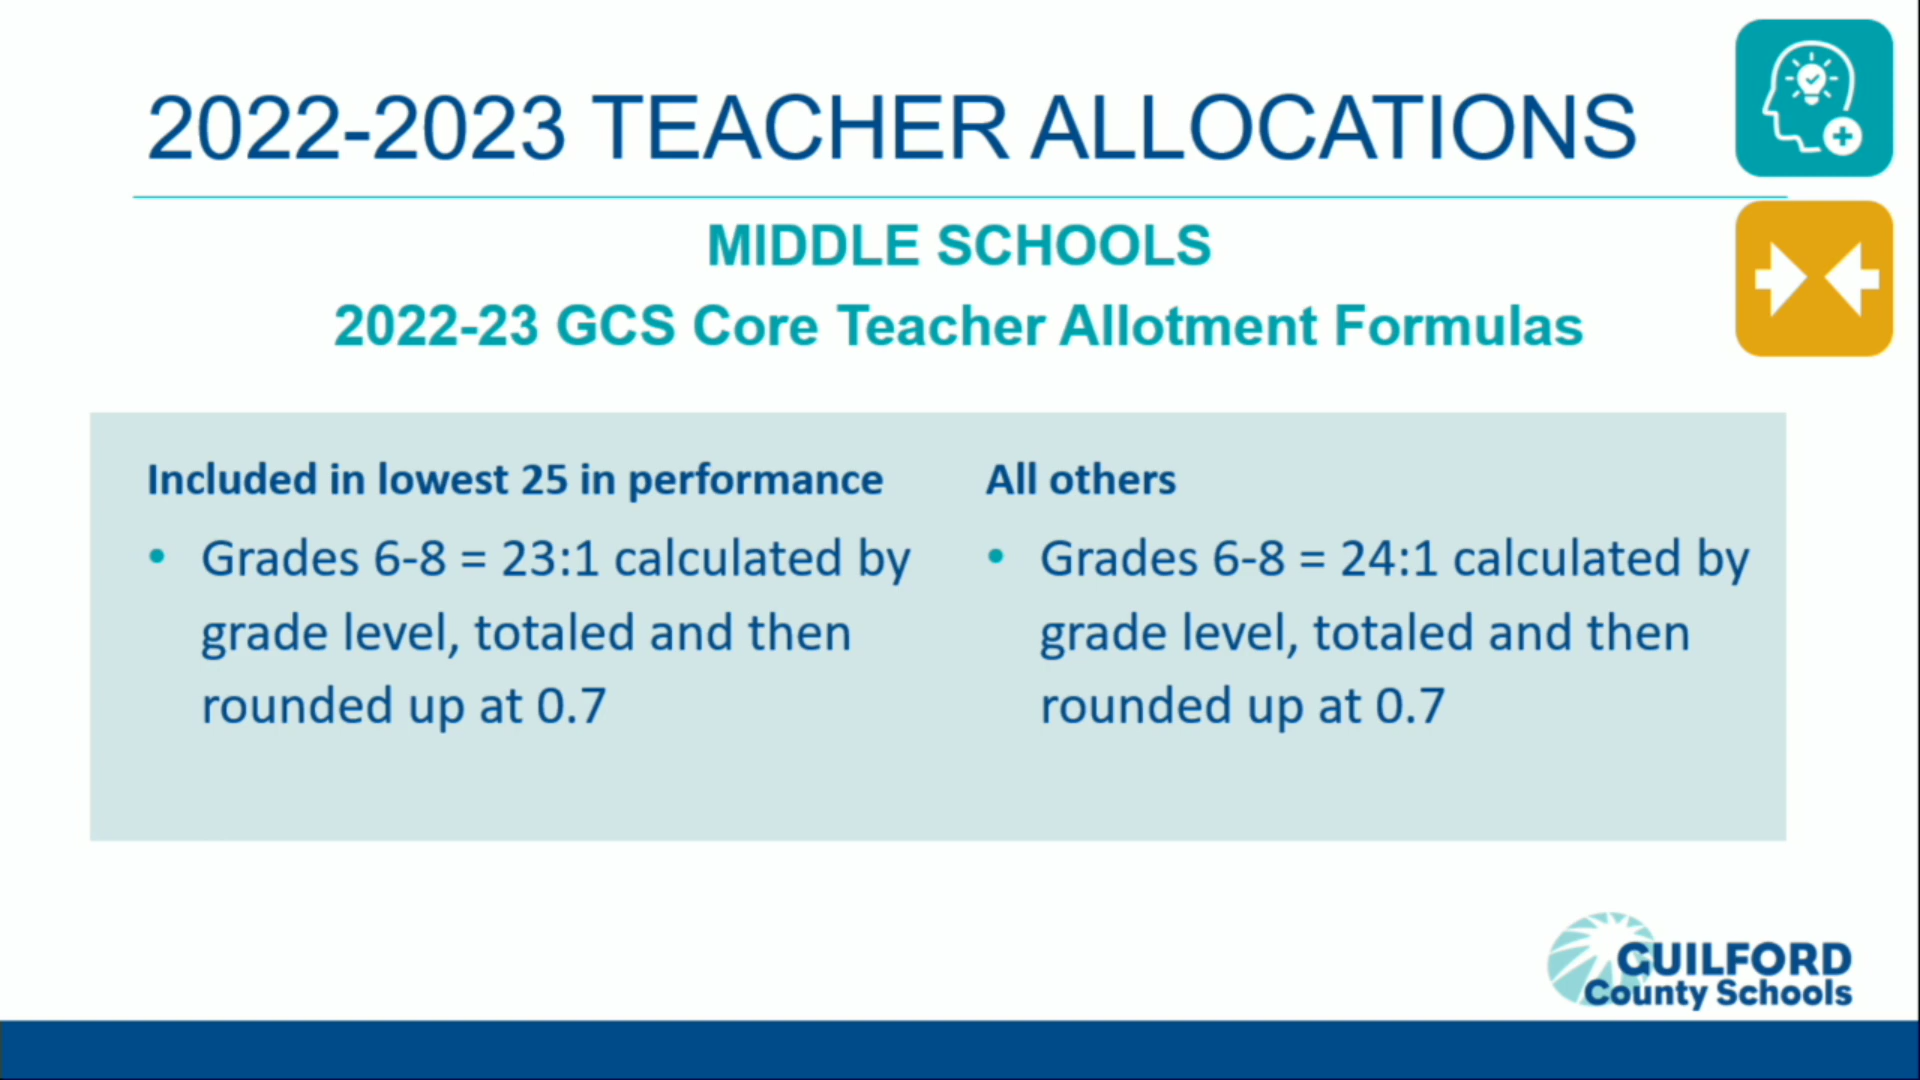 2022-2023 TEACHER ALLOCATIONS
MIDDLE SCHOOLS
2022-23 GCS Core Teacher Allotment Formulas
Included in lowest 25 in performance
• Grades 6-8 = 23:1 calculated by
grade level, totaled and then
rounded up at 0.7
All others
• Grades 6-8 = 24:1 calculated by
grade level, totaled and then
rounded up at 0.7
GUILFORD
County Schools